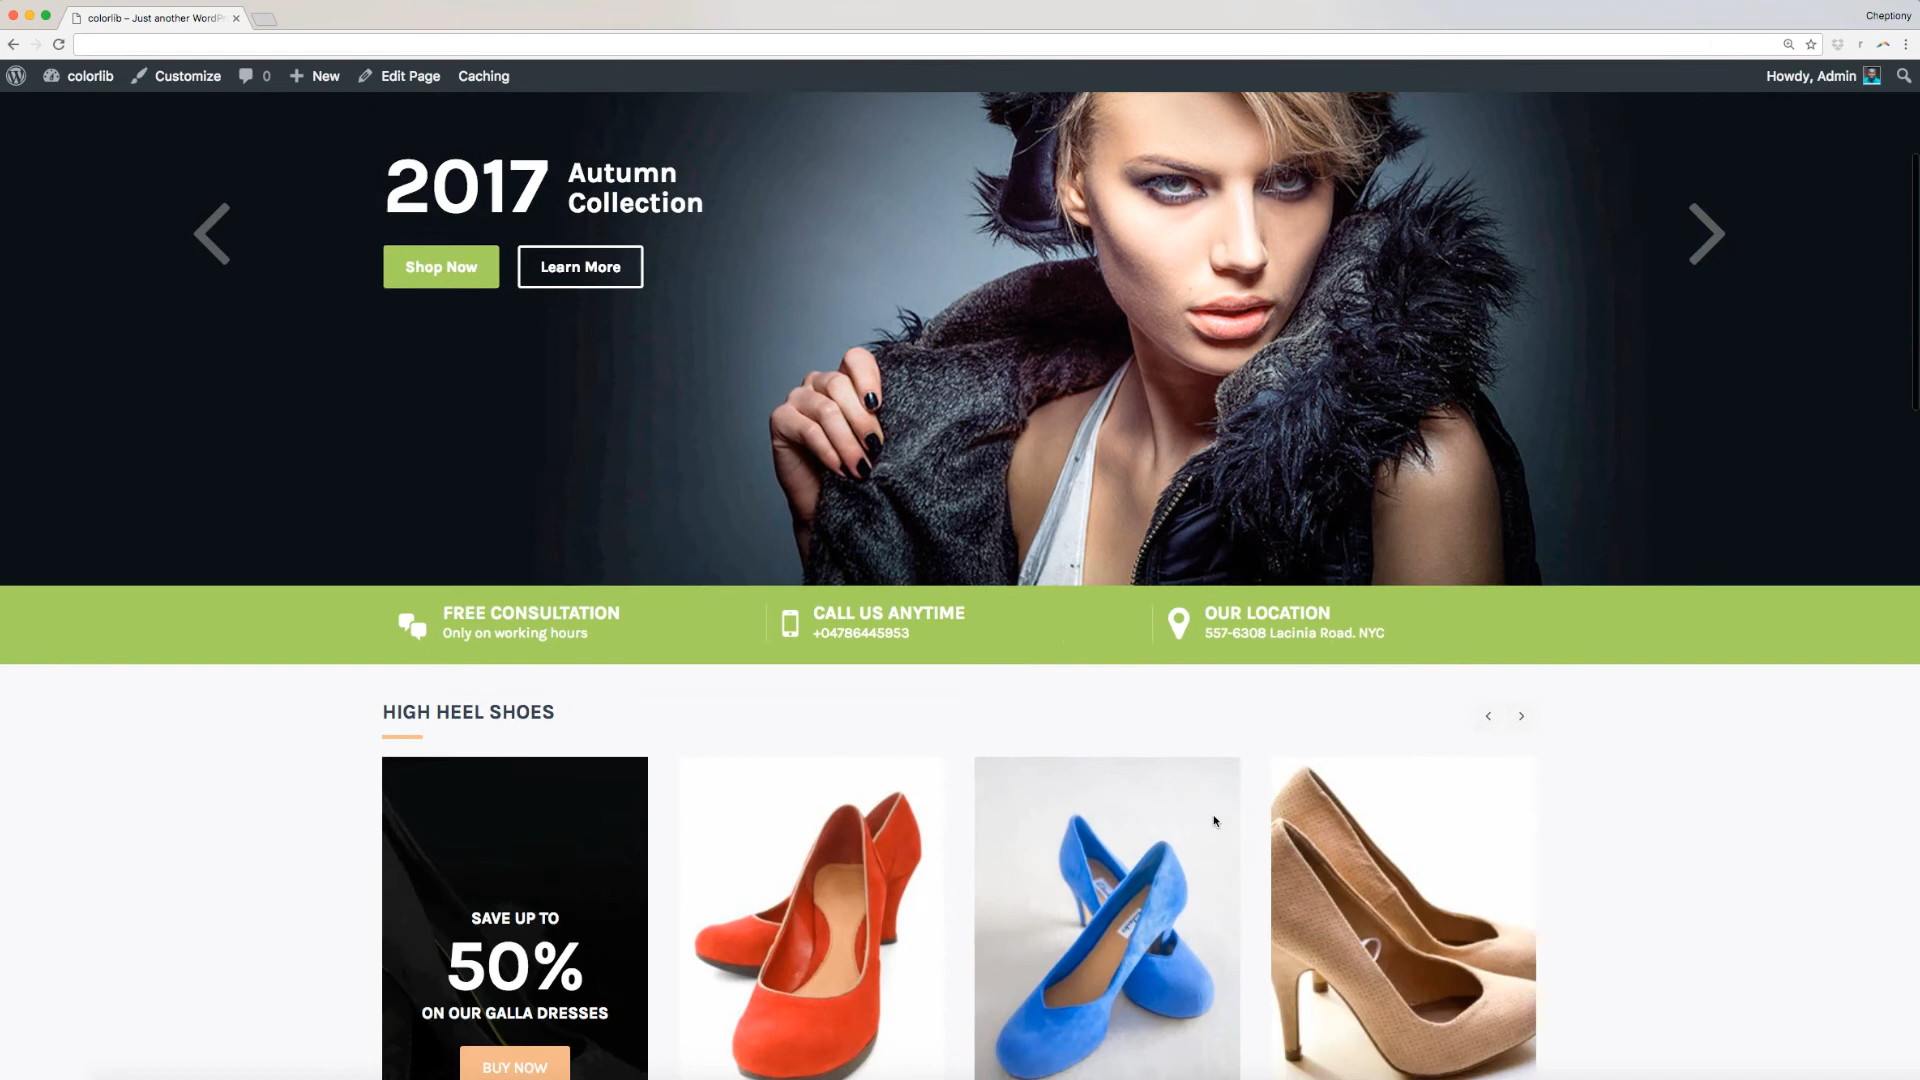 colorlib – Just another WordPr
Cheptiony
colorlib
Customize
0
New
Edit Page
Caching
Howdy, Admin
2017
Autumn
Collection
Shop Now
Learn More
FREE CONSULTATION
Only on working hours
CALL US ANYTIME
+04786445953
OUR LOCATION
557-6308 Lacinia Road. NYC
HIGH HEEL SHOES
SAVE UP TO
50%
ON OUR GALLA DRESSES
BUY NOW
Clarks